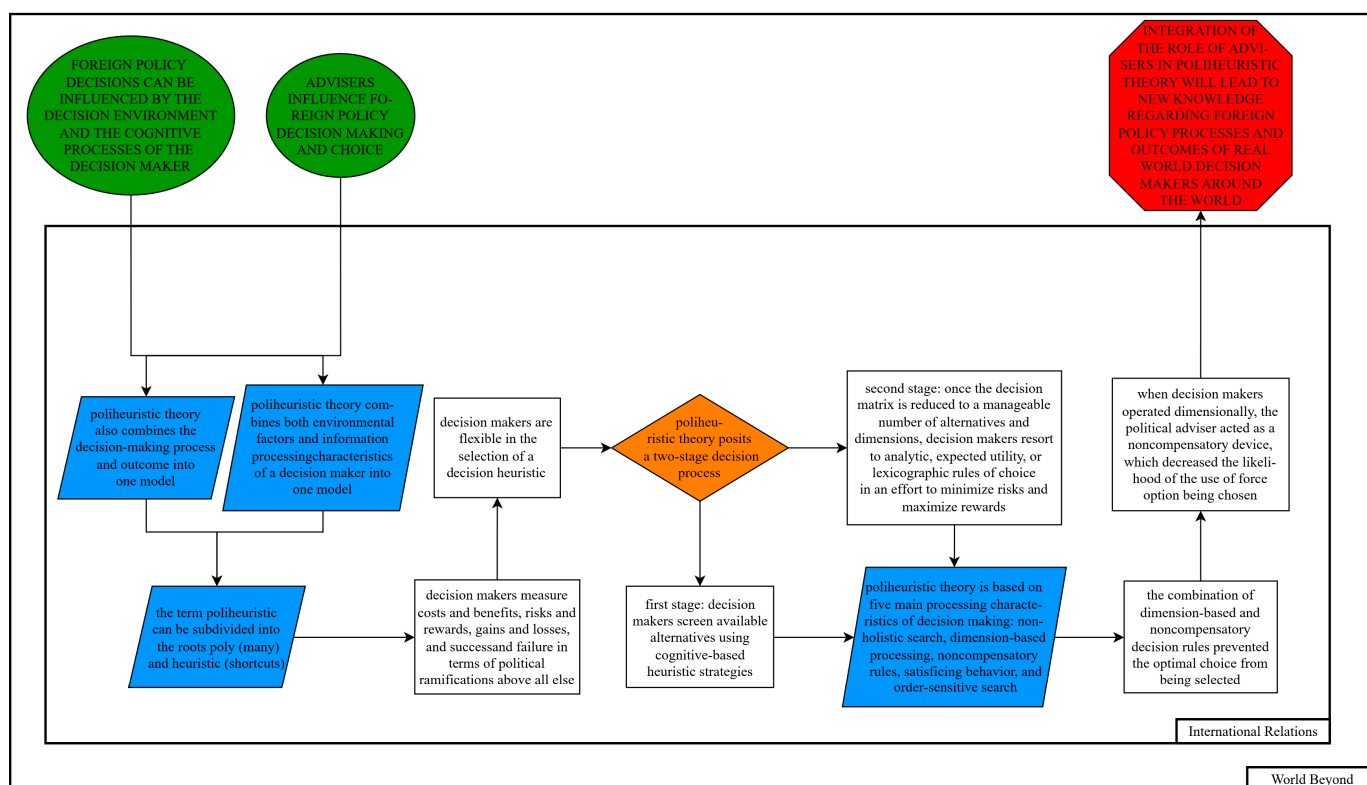 FOREIGN POLICY
DECISIONS CAN BE
INFLUENCED BY THE
DECISION ENVIRONMENT
AND THE COGNITIVE
PROCESSES OF THE
DECISION MAKER
ADVISERS
INFLUENCE FO-
REIGN POLICY
DECISION MAKING
AND CHOICE
INTEGRATION OF
THE ROLE OF ADVI-
SERS IN POLIHEURISTIC
THEORY WILL LEAD TO
NEW KNOWLEDGE
REGARDING FOREIGN
POLICY PROCESSES AND
OUTCOMES OF REAL
WORLD DECISION
MAKERS AROUND
THE WORLD
poliheuristic theory
also combines the
decision-making process
and outcome into
one model
poliheuristic theory com-
bines both environmental
factors and information
processingcharacteristics
of a decision maker into
one model
the term poliheuristic
can be subdivided into
the roots poly (many)
and heuristic (shortcuts)
decision makers measure
costs and benefits, risks and
rewards, gains and losses,
and successand failure in
terms of political
ramifications above all else
decision makers are
flexible in the
selection of a
decision heuristic
poliheu-
ristic theory posits
a two-stage decision
process
first stage: decision
makers screen available
alternatives using
cognitive-based
heuristic strategies
second stage: once the decision
matrix is reduced to a manageable
number of alternatives and
dimensions, decision makers resort
to analytic, expected utility, or
lexicographic rules of choice
in an effort to minimize risks and
maximize rewards
poliheuristic theory is based on
five main processing characte-
ristics of decision making: non-
holistic search, dimension-based
processing, noncompensatory
rules, satisficing behavior, and
order-sensitive search
the combination of
dimension-based and
noncompensatory
decision rules prevented
the optimal choice from
being selected
when decision makers
operated dimensionally, the
political adviser acted as a
noncompensatory device,
which decreased the likeli-
hood of the use of force
option being chosen
International Relations
World Beyond